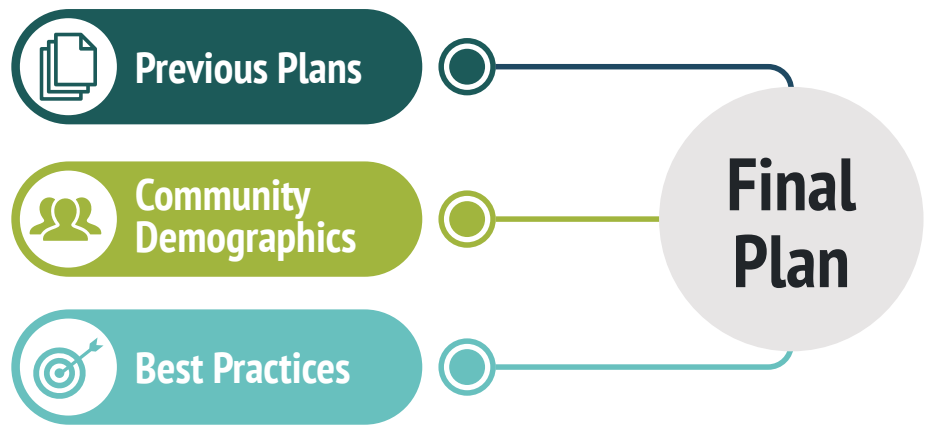 Previous Plans
Community
Demographics
Best Practices
Final
Plan